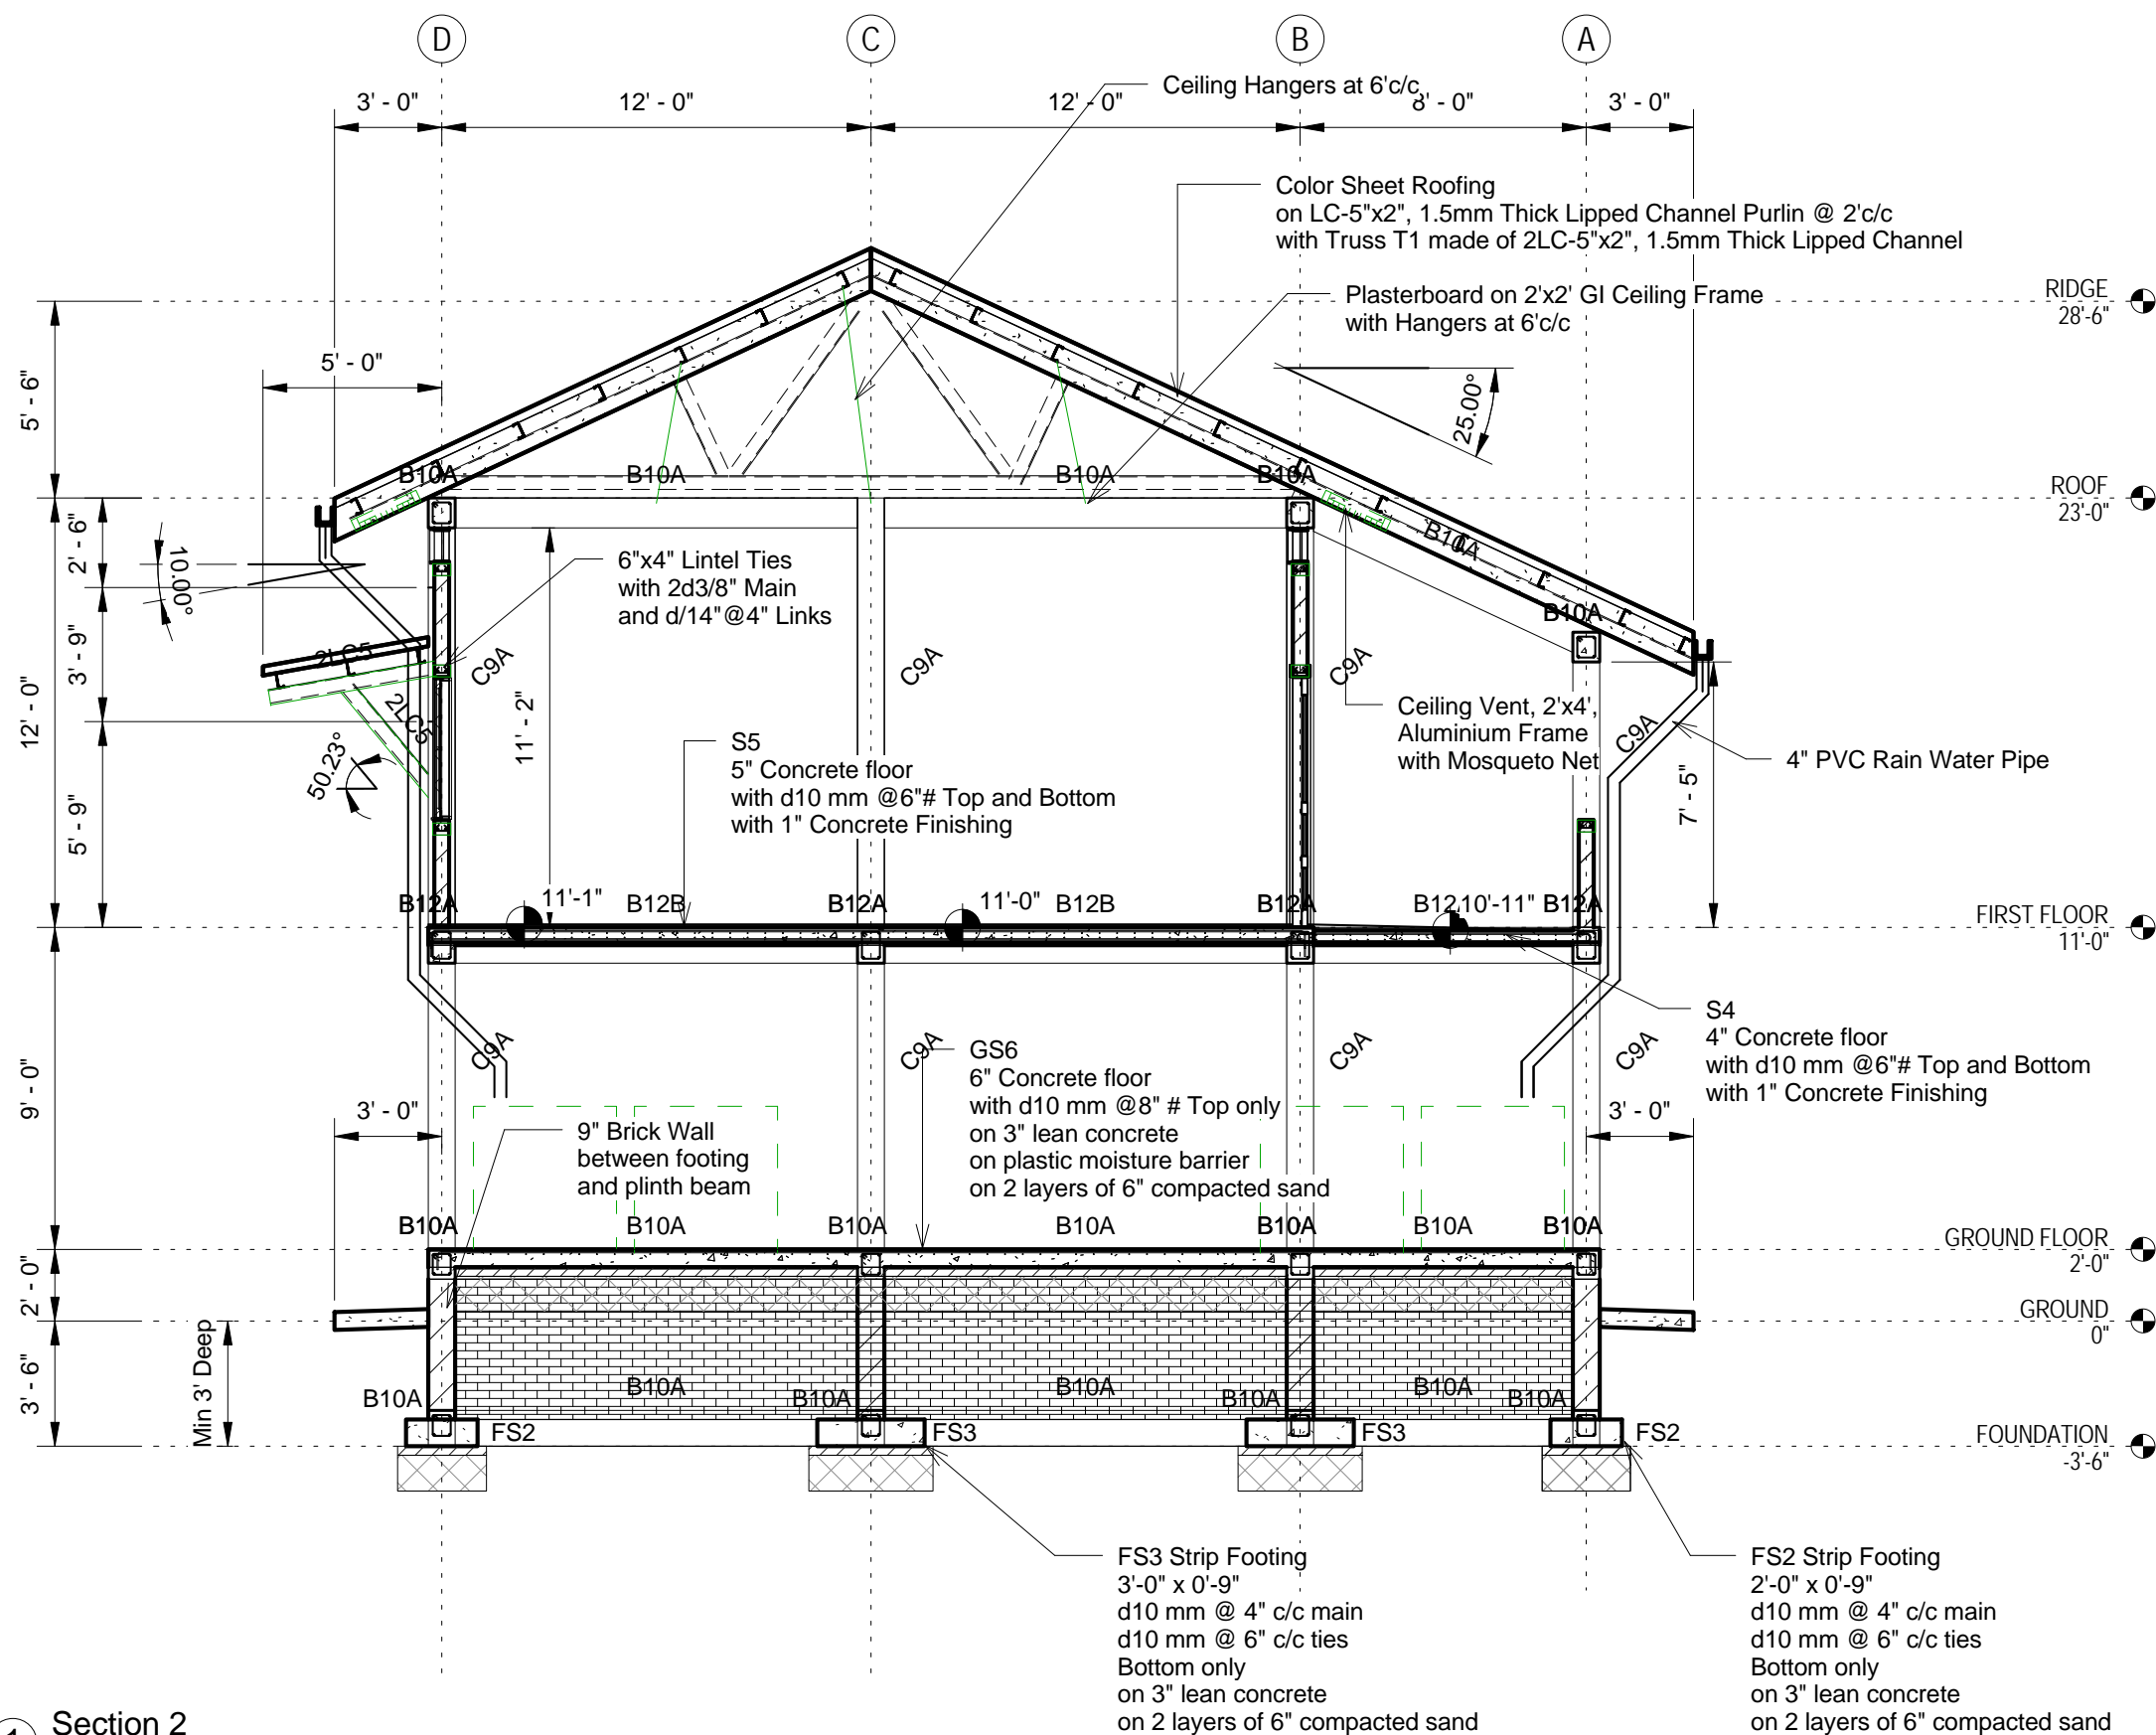 D
C
B
A
3' - 0"
12' - 0"
12' - 0"
8' - 0"
3' - 0"
Ceiling Hangers at 6'c/c
Color Sheet Roofing
on LC-5"x2", 1.5mm Thick Lipped Channel Purlin @ 2'c/c
with Truss T1 made of 2LC-5"x2", 1.5mm Thick Lipped Channel
Plasterboard on 2'x2' GI Ceiling Frame
with Hangers at 6'c/c
RIDGE
28'-6"
5' - 0"
5' - 6"
25.00°
B10A
B10A
B10A
B10A
ROOF
23'-0"
2' - 6"
10.00°
B10A
6"x4" Lintel Ties
with 2d3/8" Main
and d/14"@4" Links
B10A
12' - 0"
3' - 9"
2LC5
2LC5
C9A
C9A
C9A
C9A
11' - 2"
50.23°
5' - 9"
Ceiling Vent, 2'x4',
Aluminium Frame
with Mosqueto Net
4" PVC Rain Water Pipe
7' - 5"
S5
5" Concrete floor
with d10 mm @6"# Top and Bottom
with 1" Concrete Finishing
B12A
11'-1"
B12B
B12A
11'-0"
B12B
B12A
10'-11"
B12A
FIRST FLOOR
11'-0"
S4
4" Concrete floor
with d10 mm @6"# Top and Bottom
with 1" Concrete Finishing
C9A
C9A
C9A
C9A
9' - 0"
GS6
6" Concrete floor
with d10 mm @8" # Top only
on 3" lean concrete
on plastic moisture barrier
on 2 layers of 6" compacted sand
3' - 0"
3' - 0"
9" Brick Wall
between footing
and plinth beam
B10A
B10A
B10A
B10A
B10A
B10A
B10A
GROUND FLOOR
2'-0"
2' - 0"
GROUND
0"
Min 3' Deep
3' - 6"
B10A
B10A
B10A
B10A
B10A
B10A
B10A
FS2
FS3
FS3
FS2
FOUNDATION
-3'-6"
FS3 Strip Footing
3'-0" x 0'-9"
d10 mm @ 4" c/c main
d10 mm @ 6" c/c ties
Bottom only
on 3" lean concrete
on 2 layers of 6" compacted sand
FS2 Strip Footing
2'-0" x 0'-9"
d10 mm @ 4" c/c main
d10 mm @ 6" c/c ties
Bottom only
on 3" lean concrete
on 2 layers of 6" compacted sand
1
Section 2